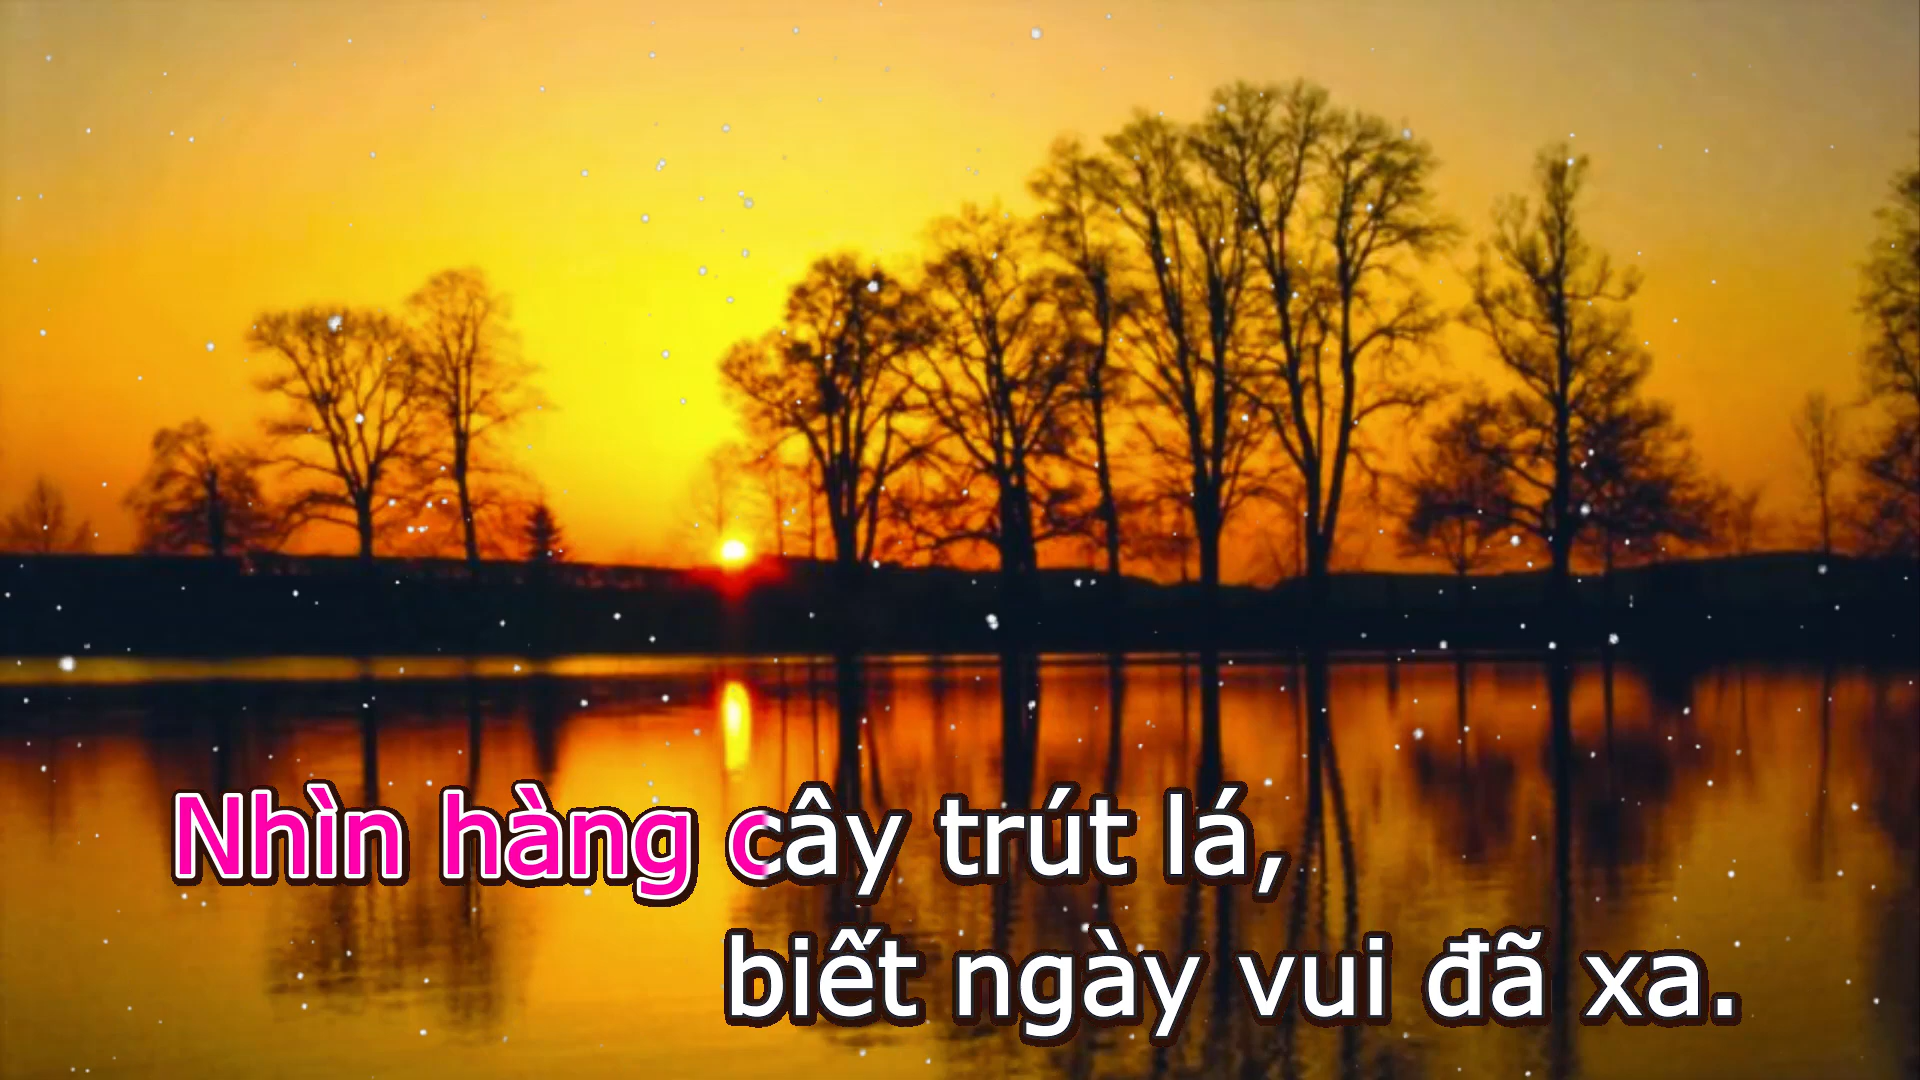 Nhìn hàng cây trút lá,
biết ngày vui đã xa.